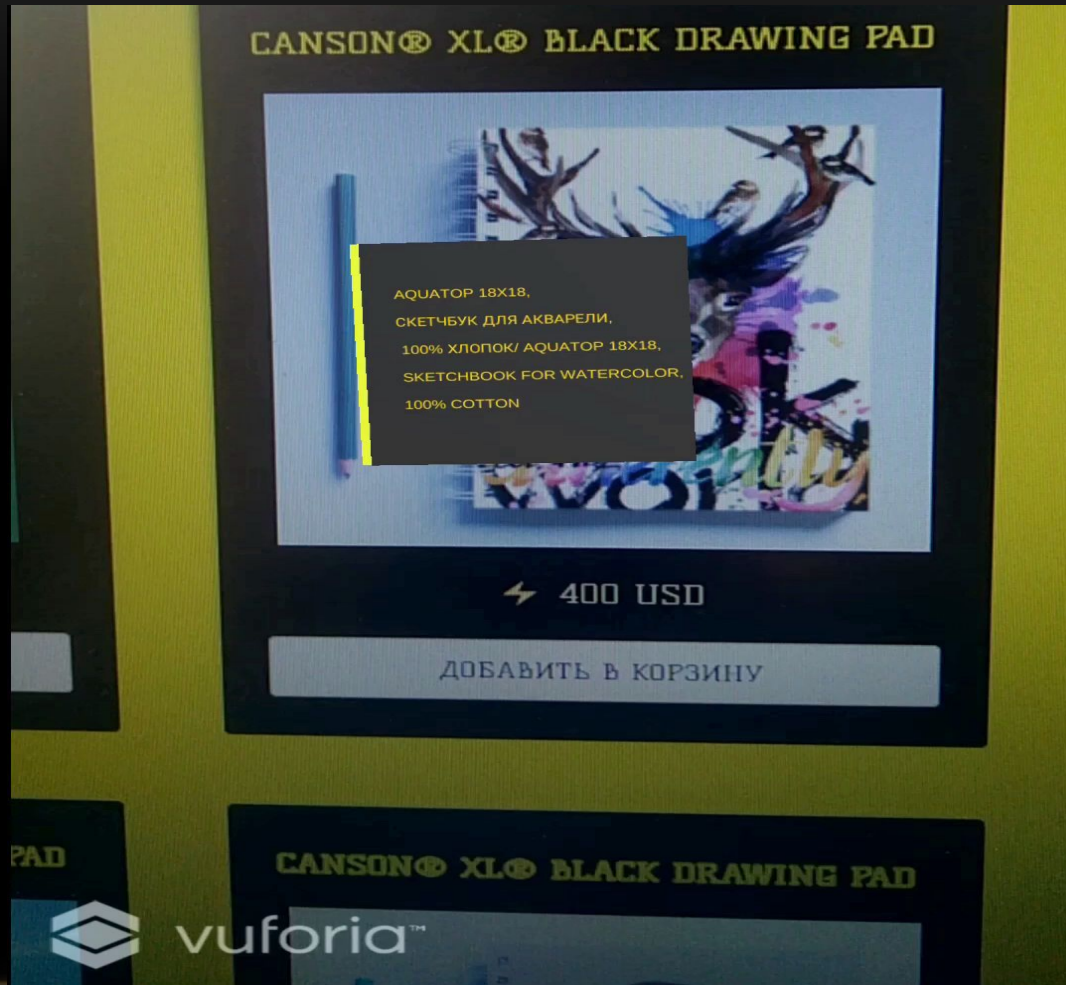 CANSON® XL® BLACK DRAWING PAD
AQUATOP 18X18,
СКЕТЧБУК ДЛЯ АКВАРЕЛИ,
100% ХЛОПОК/ AQUATOP 18X18,
SKETCHBOOK FOR WATERCOLOR,
100% COTTON
400 USD
ДОБАВИТЬ В КОРЗИНУ
PAD
CANSON® XL® BLACK DRAWING PAD
vuforia™